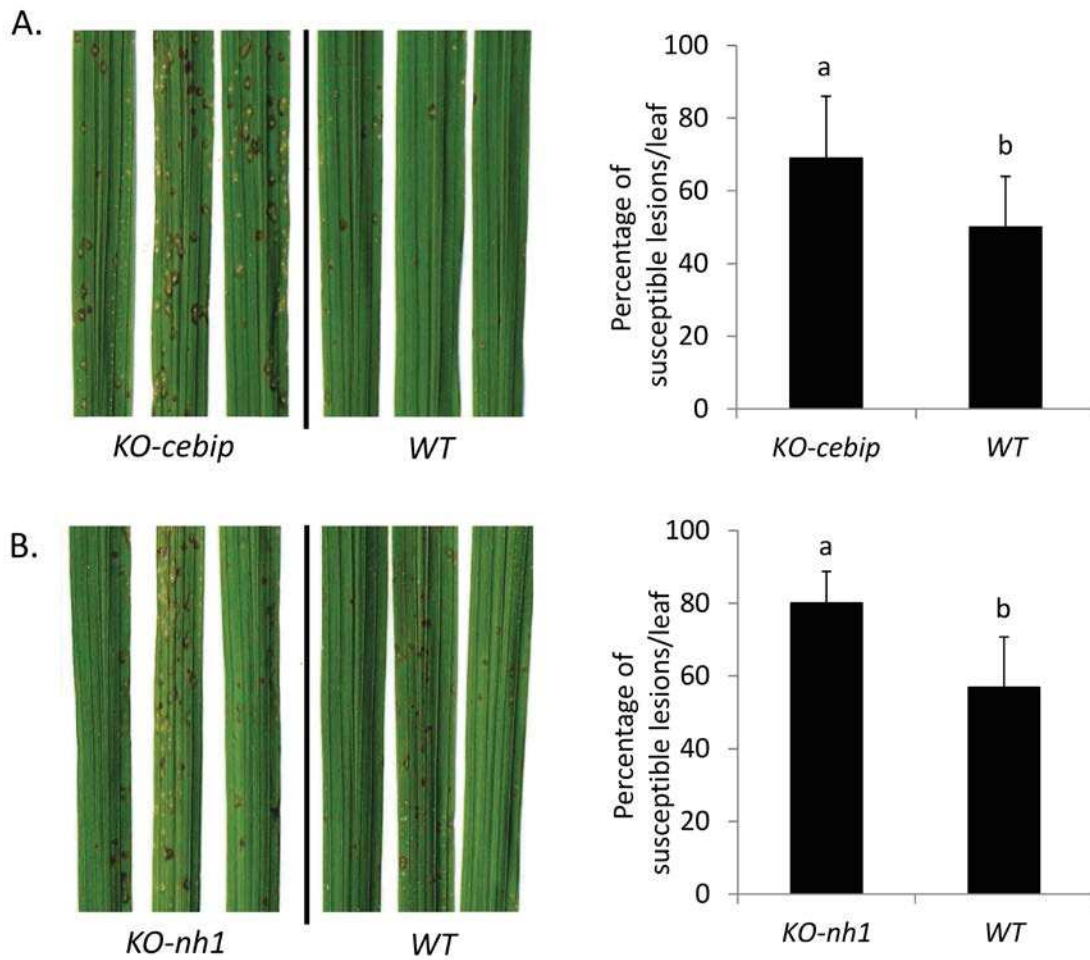 A.
KO-cebip
WT
Percentage of
susceptible lesions/leaf
100
80
60
40
20
0
a
b
KO-cebip
WT
B.
KO-nh1
WT
Percentage of
susceptible lesions/leaf
100
80
60
40
20
0
a
b
KO-nh1
WT